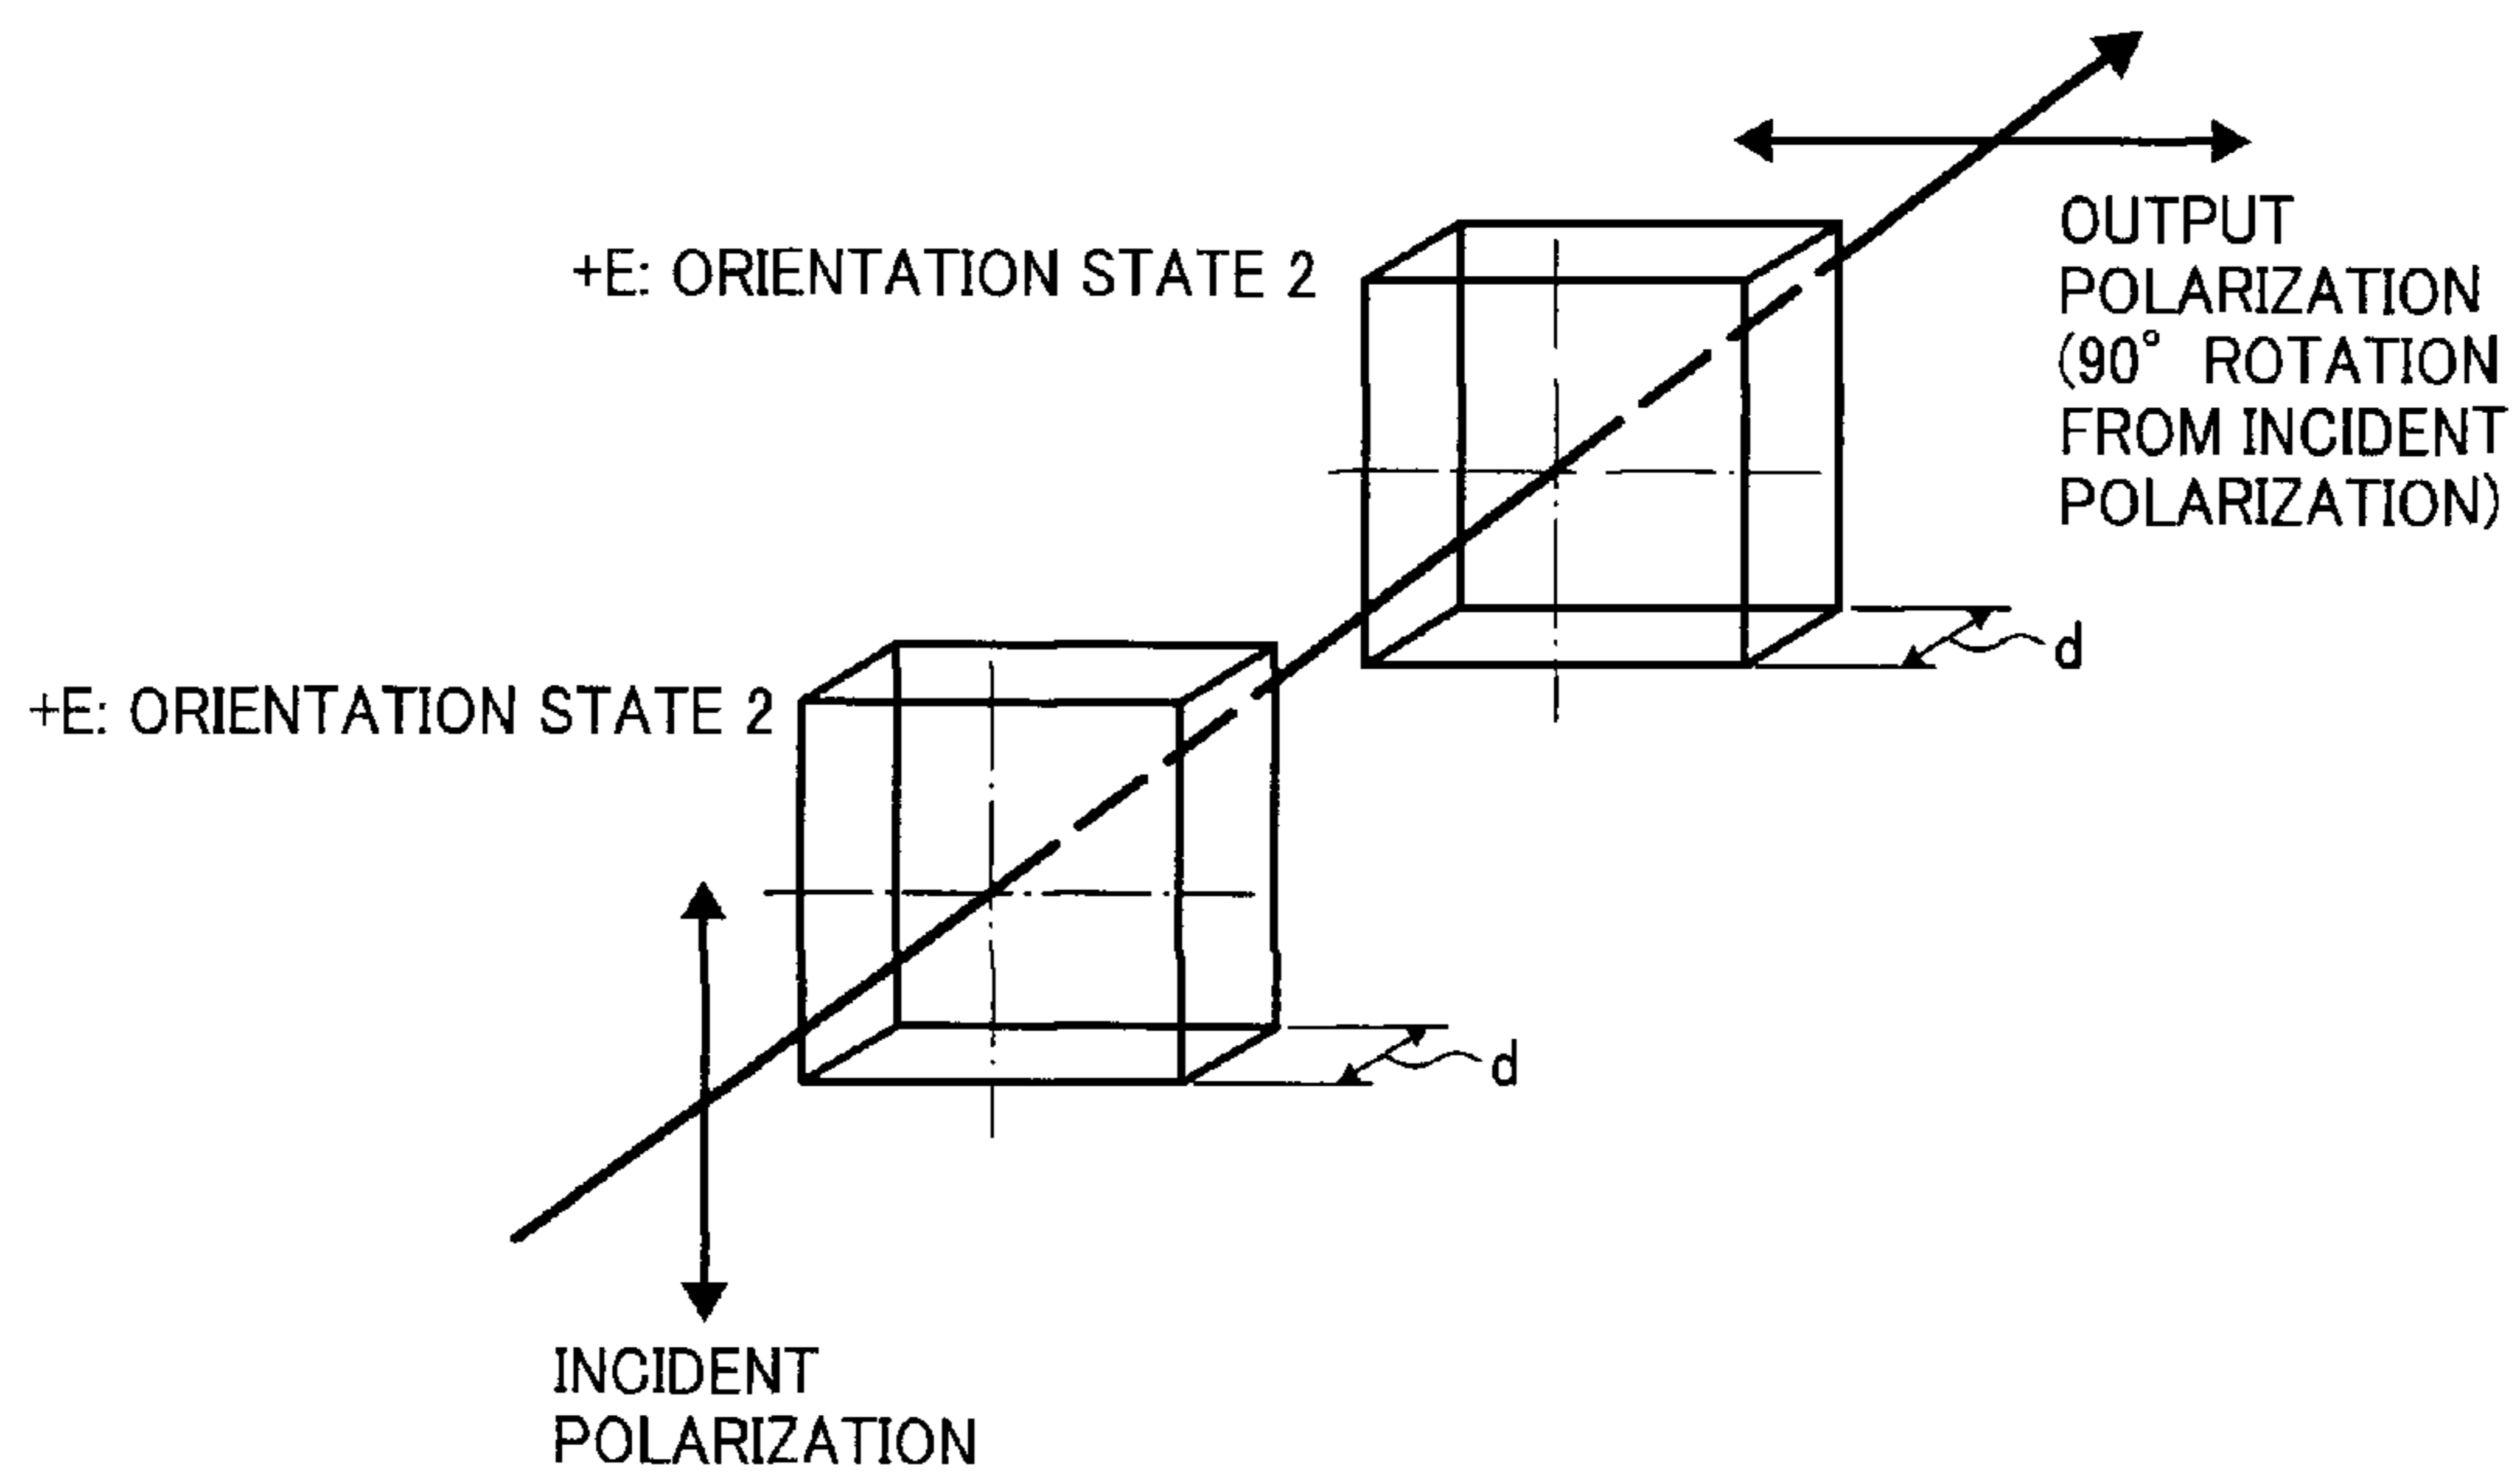 OUTPUT
POLARIZATION
(90° ROTATION
FROM INCIDENT
POLARIZATION)
+E: ORIENTATION STATE 2
d
+E: ORIENTATION STATE 2
d
INCIDENT
POLARIZATION